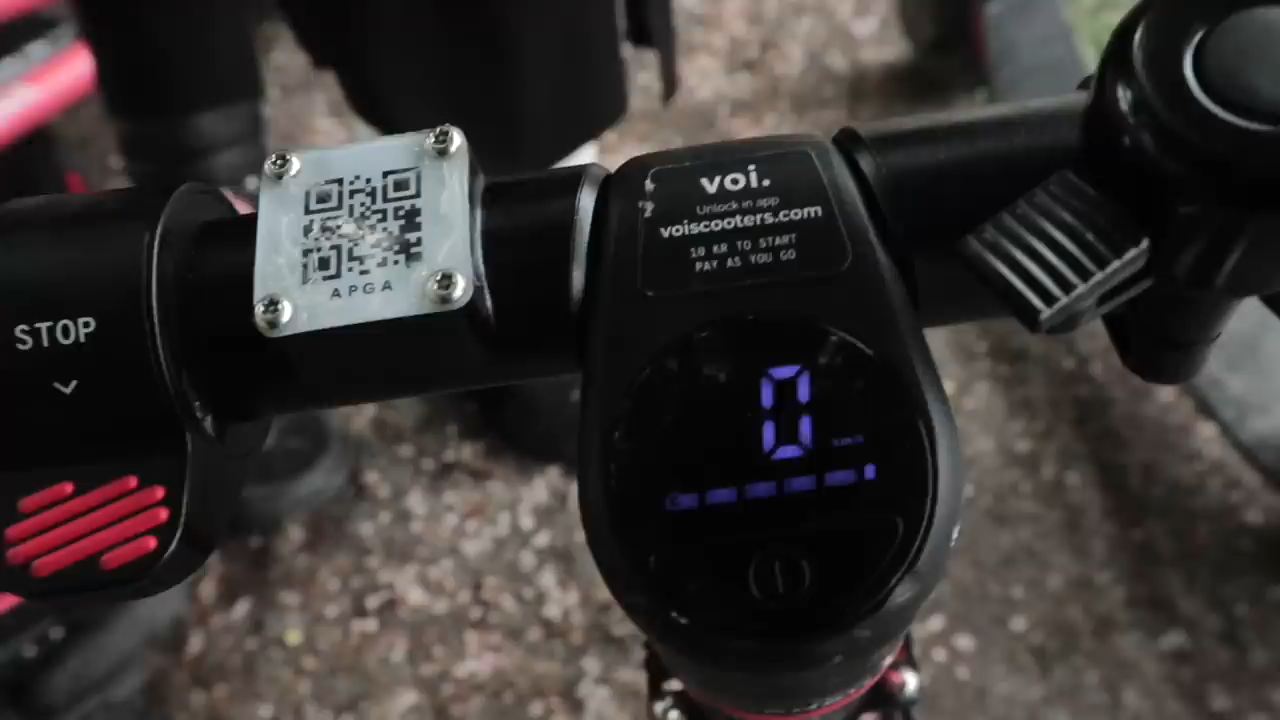 voi.
Unlock in app
voiscooters.com
10 KR TO START
PAY AS YOU GO
APGA
STOP
0